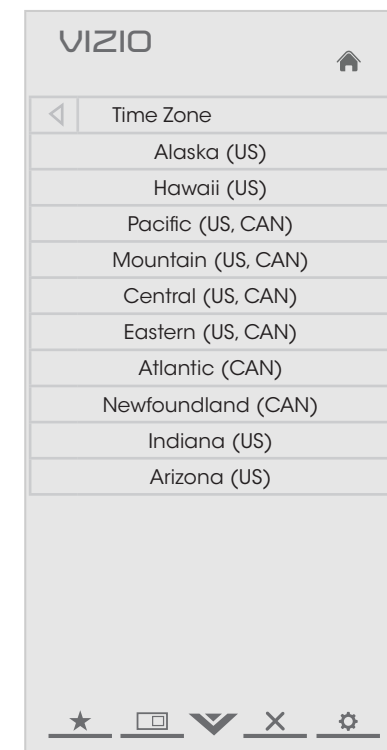 VIZIO
Time Zone
Alaska (US)
Hawaii (US)
Pacific (US, CAN)
Mountain (US, CAN)
Central (US, CAN)
Eastern (US, CAN)
Atlantic (CAN)
Newfoundland (CAN)
Indiana (US)
Arizona (US)